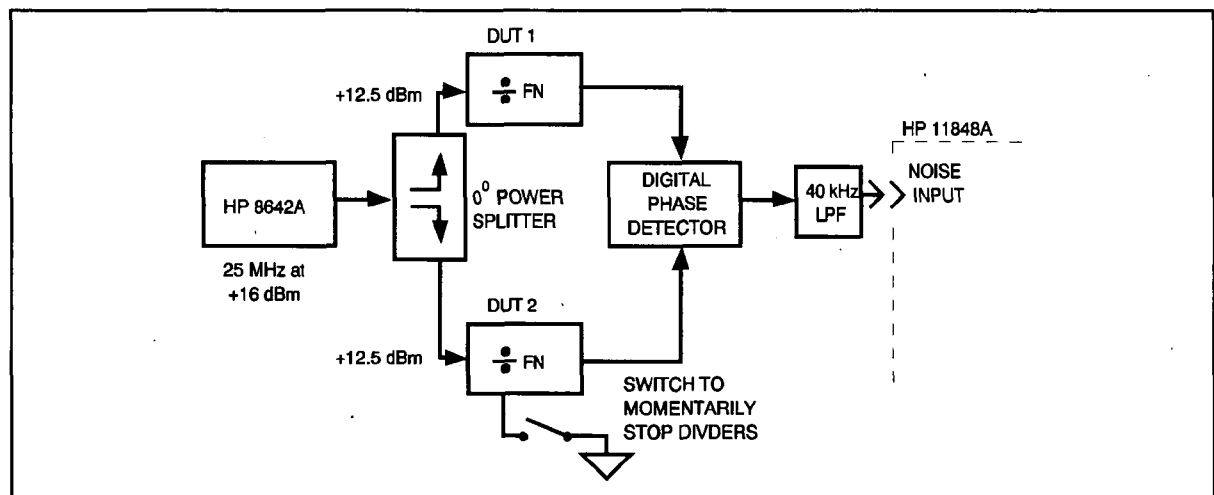 DUT 1
+12.5 dBm
÷ FN
HP 11848A
HP 8642A
0⁰ POWER
SPLITTER
DIGITAL
PHASE
DETECTOR
40 kHz
LPF
NOISE
INPUT
25 MHz at
+16 dBm
DUT 2
+12.5 dBm
÷ FN
SWITCH TO
MOMENTARILY
STOP DIVDERS